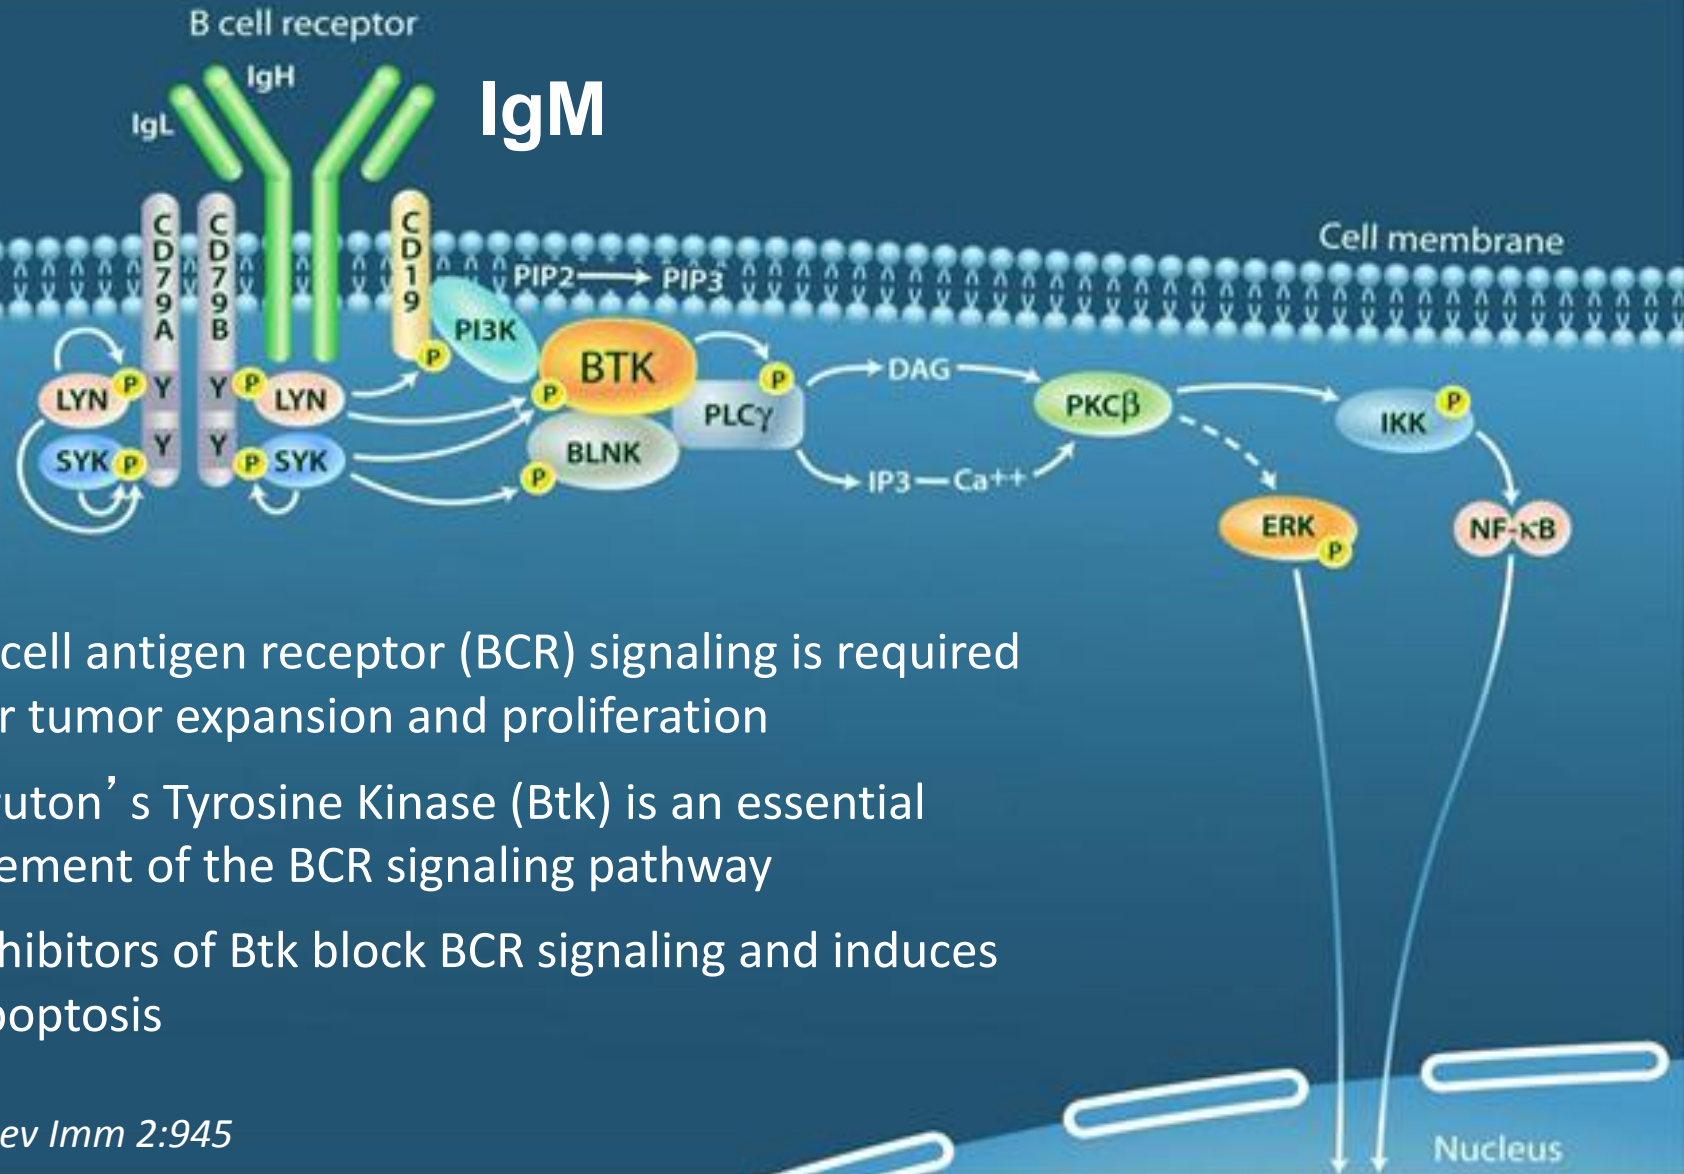 B cell receptor
IgH
IgM
IgL
CD79A
CD79B
CD19
Cell membrane
PIP2 PIP3
PI3K
P
BTK
P
DAG
LYN P Y Y P LYN
P
PLCγ
PKCβ
IKK P
SYK P Y Y P SYK
BLNK
P
IP3 Ca++
ERK P
NF-κB
cell antigen receptor (BCR) signaling is required
r tumor expansion and proliferation
ruton's Tyrosine Kinase (Btk) is an essential
ement of the BCR signaling pathway
hibitors of Btk block BCR signaling and induces
poptosis
ev Imm 2:945
Nucleus